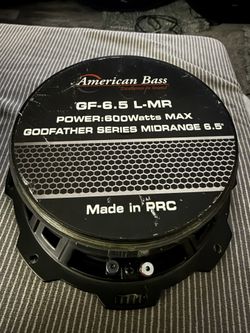 American Bass
GF-6.5 L-MR
POWER:600Watts MAX
GODFATHER SERIES MIDRANGE 6.5"
Made in PRC